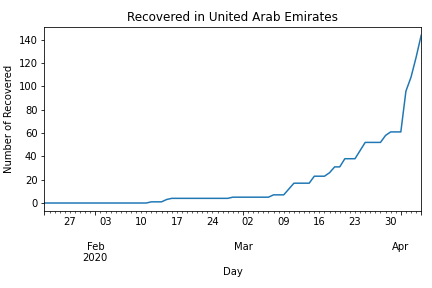 Recovered in United Arab Emirates
Number of Recovered
140
120
100
80
60
40
20
0
27 03 10 17 24 02 09 16 23 30
Feb Mar Apr
2020
Day